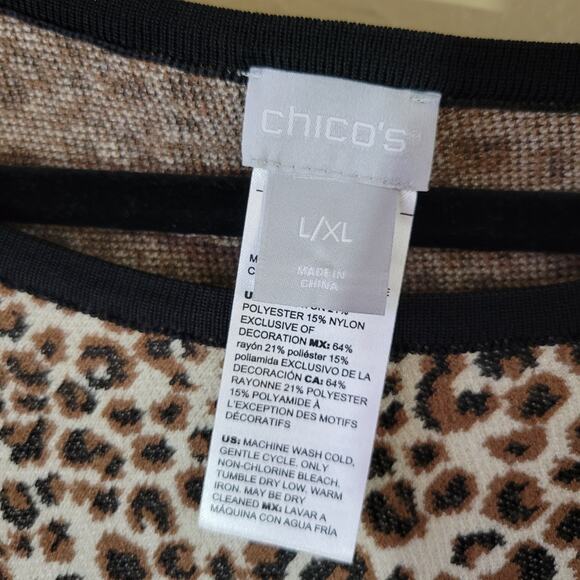 chico's
L/XL
MADE IN
CHINA
POLYESTER 15% NYLON
EXCLUSIVE OF
DECORATION MX: 64%
rayón 21% poliéster 15%
poliamida EXCLUSIVO DE LA
DECORACIÓN CA: 64%
RAYONNE 21% POLYESTER
15% POLYAMIDE À
L'EXCEPTION DES MOTIFS
DÉCORATIFS
US: MACHINE WASH COLD,
GENTLE CYCLE. ONLY
NON-CHLORINE BLEACH.
TUMBLE DRY LOW, WARM
IRON. MAY BE DRY
CLEANED MX: LAVAR A
MÁQUINA CON AGUA FRÍA